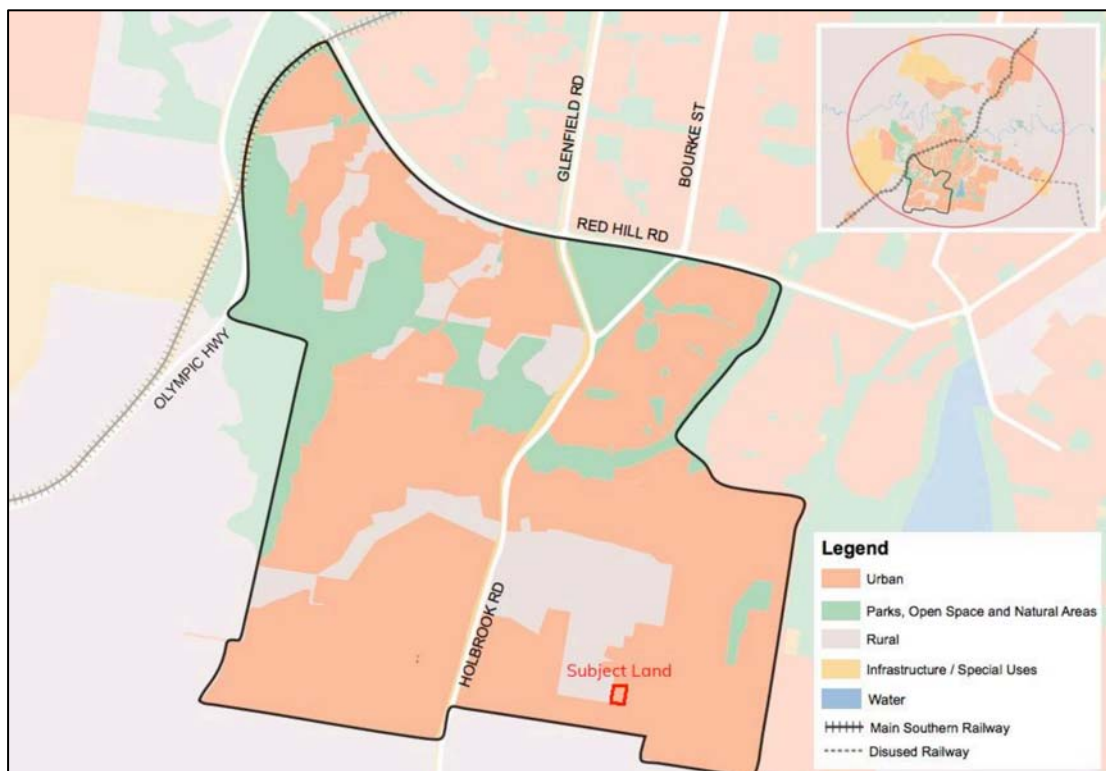 GLENFIELD RD
BOURKE ST
RED HILL RD
OLYMPIC HWY
HOLBROOK RD
Subject Land
Legend
Urban
Parks, Open Space and Natural Areas
Rural
Infrastructure / Special Uses
Water
Main Southern Railway
Disused Railway